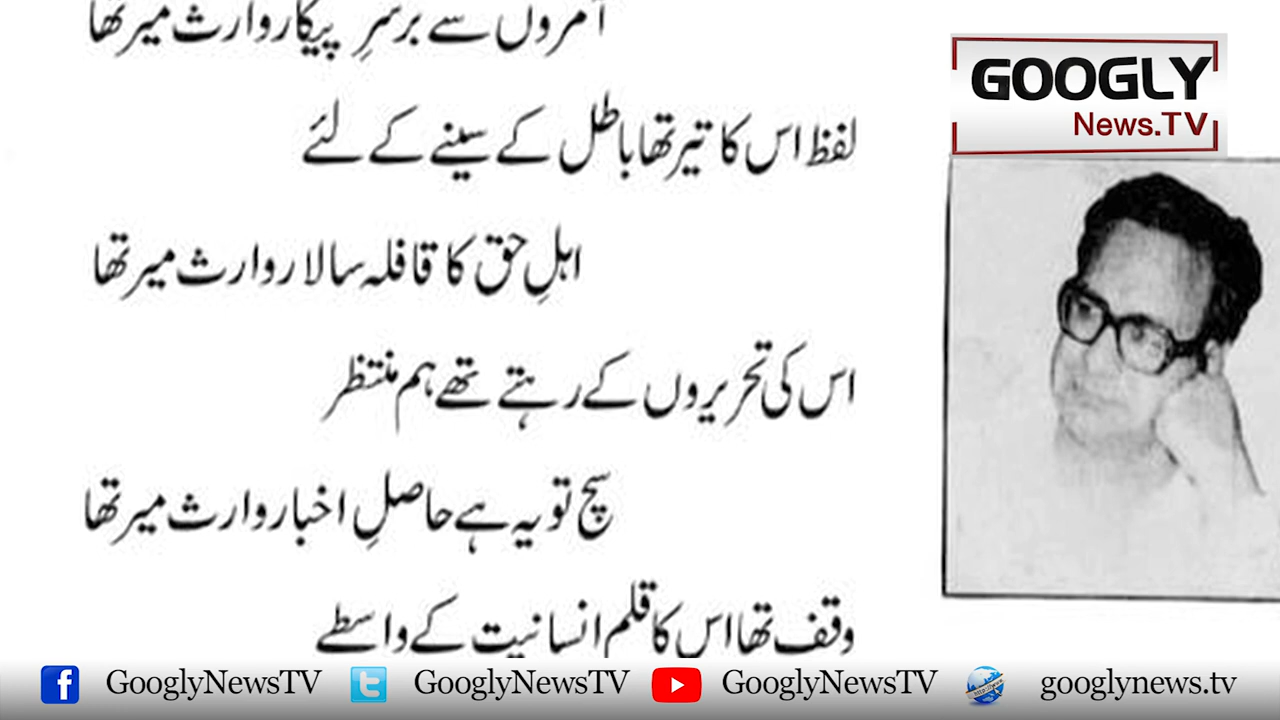 آمروں سے برسرِ پیکار وارث میر تھا
لفظ اس کا تیر تھا باطل کے سینے کے لئے
اہلِ حق کا قافلہ سالار وارث میر تھا
اس کی تحریروں کے رہتے تھے ہم منتظر
سچ تو یہ ہے حاصلِ اخبار وارث میر تھا
وقف تھا اس کا قلم انسانیت کے واسطے
GOOGLY
News.TV
GooglyNewsTV
GooglyNewsTV
GooglyNewsTV
googlynews.tv